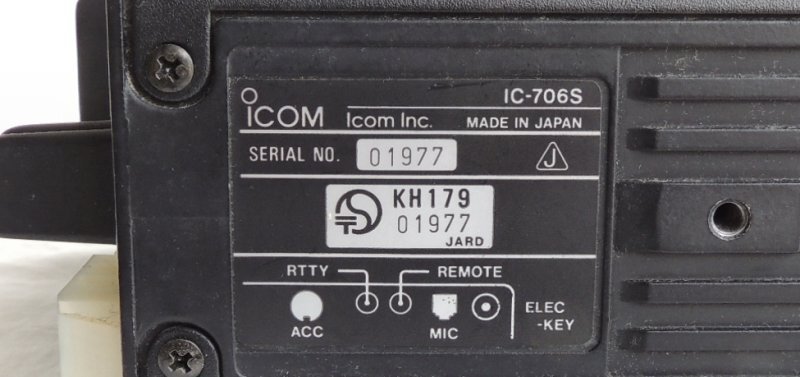 IC-706S
ICOM Icom Inc. MADE IN JAPAN
SERIAL NO. 01977 J
KH179
01977
JARD
RTTY REMOTE
ACC MIC ELEC
-KEY